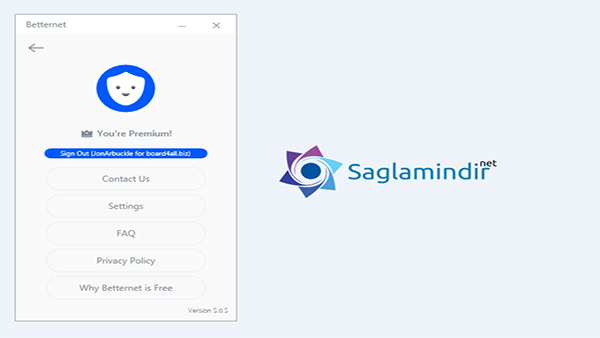 Betternet
You're Premium!
Sign Out (JonArbuckle for board4all.biz)
Contact Us
Settings
FAQ
Privacy Policy
Why Betternet is Free
Version 5.0.5
Saglamindir
net